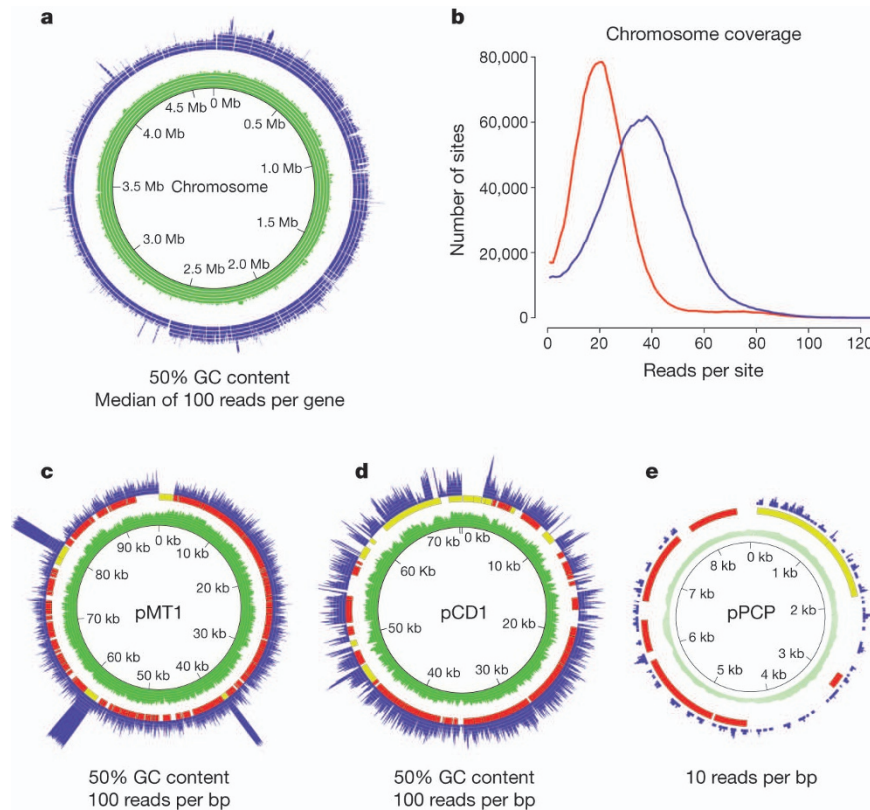 a
4.5 Mb
0 Mb
0.5 Mb
4.0 Mb
1.0 Mb
3.5 Mb
Chromosome
1.5 Mb
3.0 Mb
2.5 Mb
2.0 Mb
50% GC content
Median of 100 reads per gene
b
Chromosome coverage
80,000
60,000
40,000
20,000
0
Number of sites
0
20
40
60
80
100
120
Reads per site
c
0 kb
90 kb
10 kb
80 kb
20 kb
pMT1
70 kb
30 kb
60 kb
50 kb
40 kb
50% GC content
100 reads per bp
d
70 kb
0 kb
60 kb
10 kb
pCD1
50 kb
20 kb
40 kb
30 kb
50% GC content
100 reads per bp
e
0 kb
8 kb
1 kb
7 kb
pPCP
2 kb
6 kb
3 kb
5 kb
4 kb
10 reads per bp